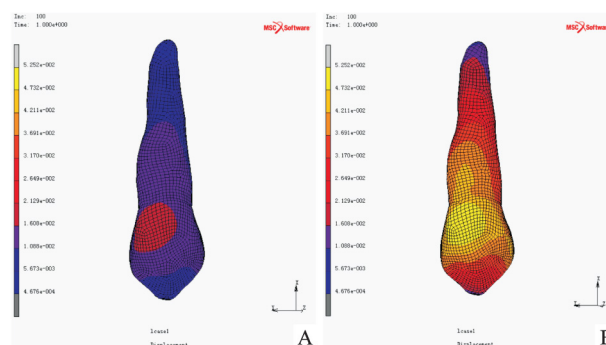 Inc: 100
Time: 1.000e+000
MSC Software
5.252e-002
4.732e-002
4.211e-002
3.691e-002
3.170e-002
2.649e-002
2.129e-002
1.608e-002
1.088e-002
5.673e-003
4.676e-004
lcase1
Displacement
A
Inc: 100
Time: 1.000e+000
MSC Software
5.252e-002
4.732e-002
4.211e-002
3.691e-002
3.170e-002
2.649e-002
2.129e-002
1.608e-002
1.088e-002
5.673e-003
4.676e-004
lcase1
Displacement